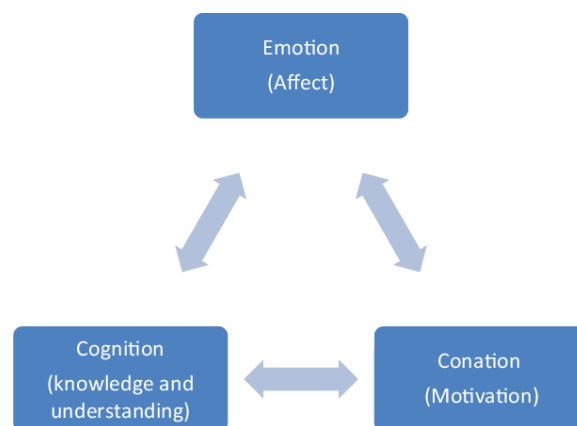 Emotion
(Affect)
Cognition
(knowledge and
understanding)
Conation
(Motivation)